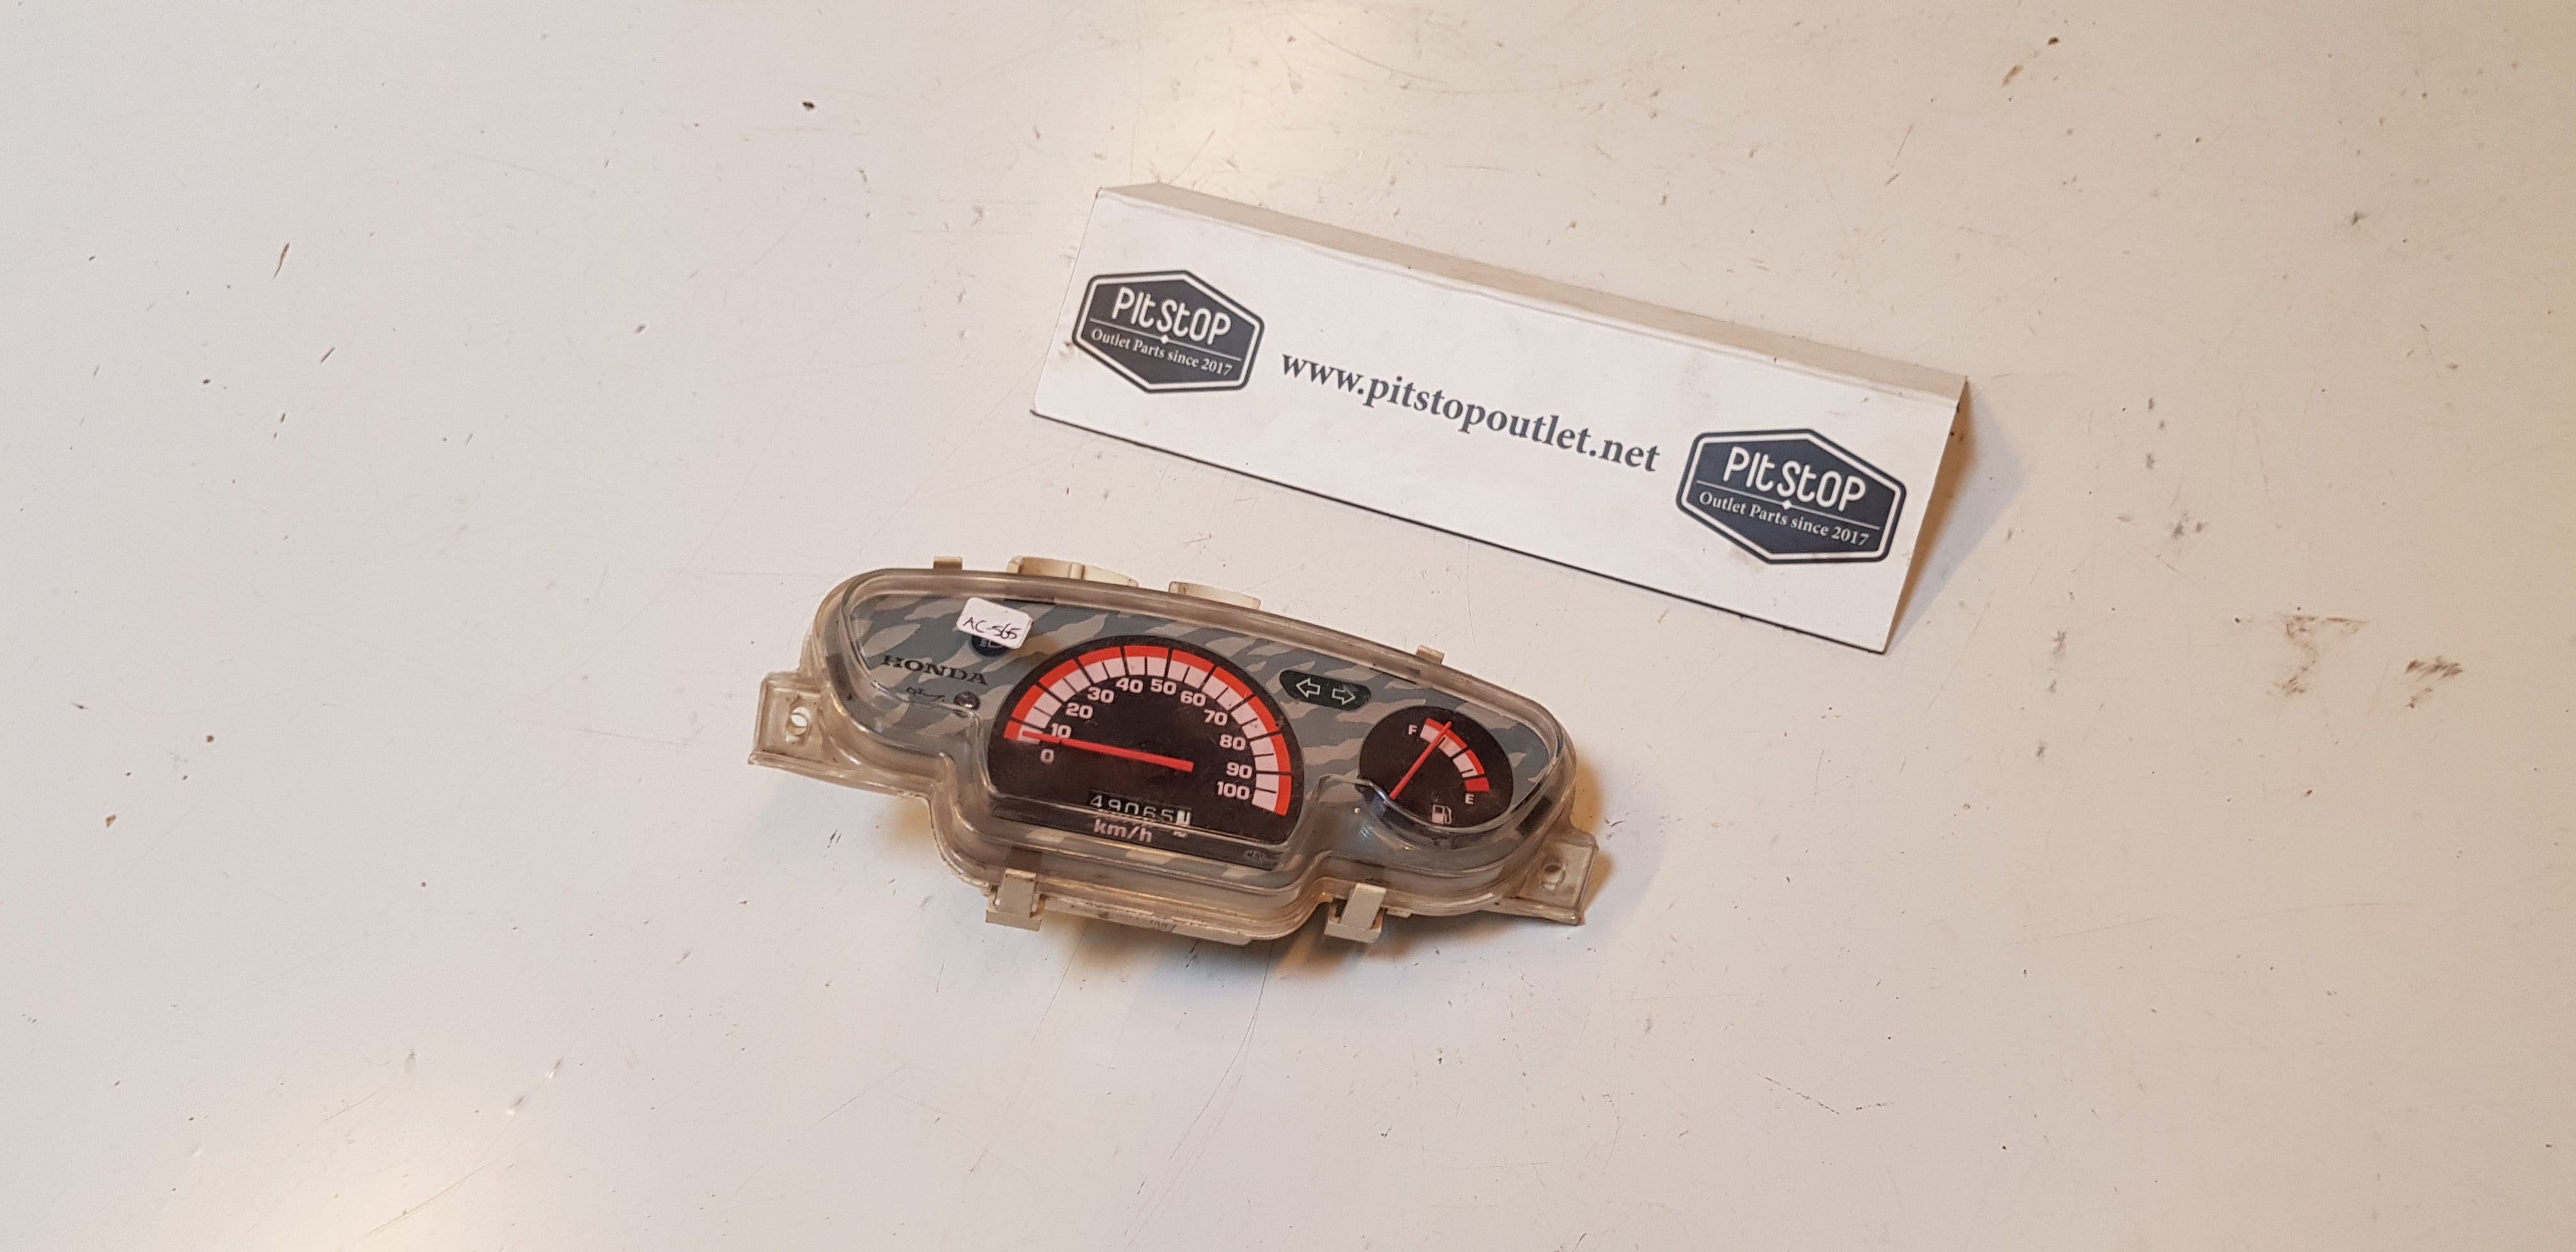 PitStop
Outlet Parts since 2017
www.pitstopoutlet.net
PitStop
Outlet Parts since 2017
AC-565
HONDA
0
10
20
30
40
50
60
70
80
90
100
49065
km/h
F
E